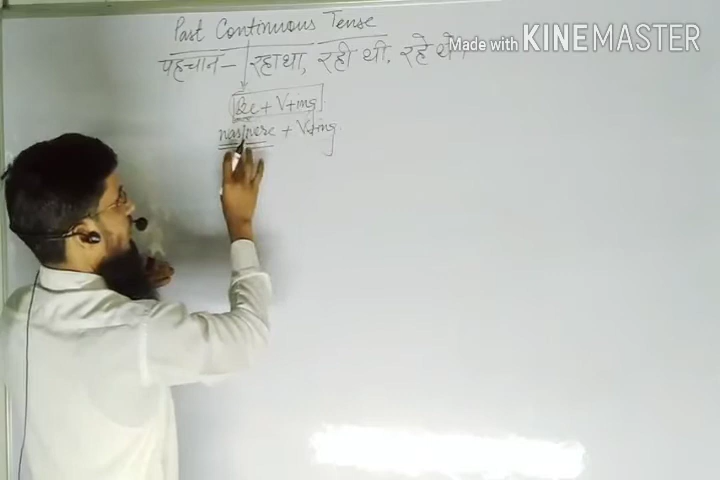 Past Continuous Tense
पहचान - रहा था, रही थी, रहे थे।
Be + V+ing
was/were + V+ing
Made with KINEMASTER